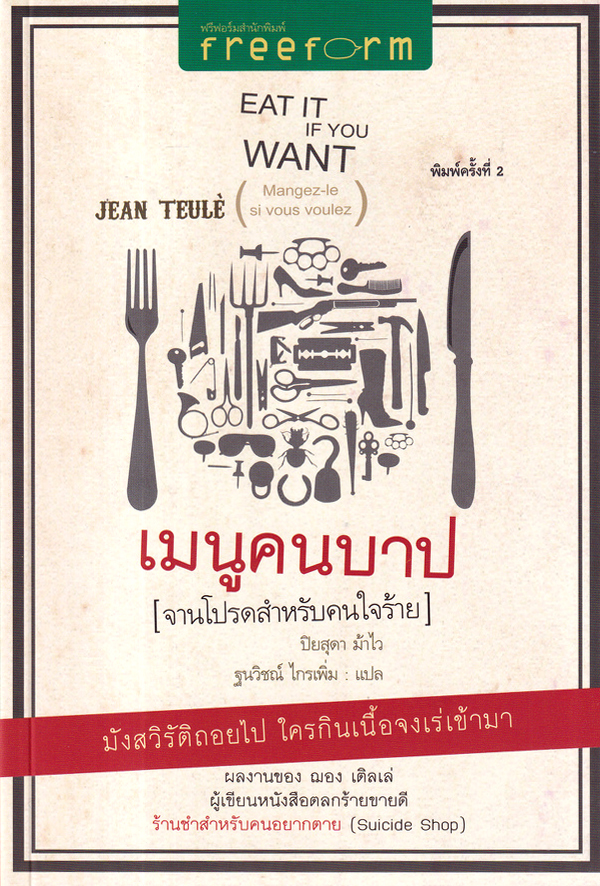 ฟรีฟอร์มสำนักพิมพ์
freeform
EAT IT
IF YOU
WANT
พิมพ์ครั้งที่ 2
JEAN TEULÈ
(Mangez-le
si vous voulez)
เมนูคนบาป
[จานโปรดสำหรับคนใจร้าย]
ปิยสุดา ม้าไว
ฐนวิชณ์ ไกรเพิ่ม : แปล
มังสวิรัติถอยไป ใครกินเนื้อจงเร่เข้ามา
ผลงานของ ฌอง เติลเล่
ผู้เขียนหนังสือตลกร้ายขายดี
ร้านชำสำหรับคนอยากตาย (Suicide Shop)